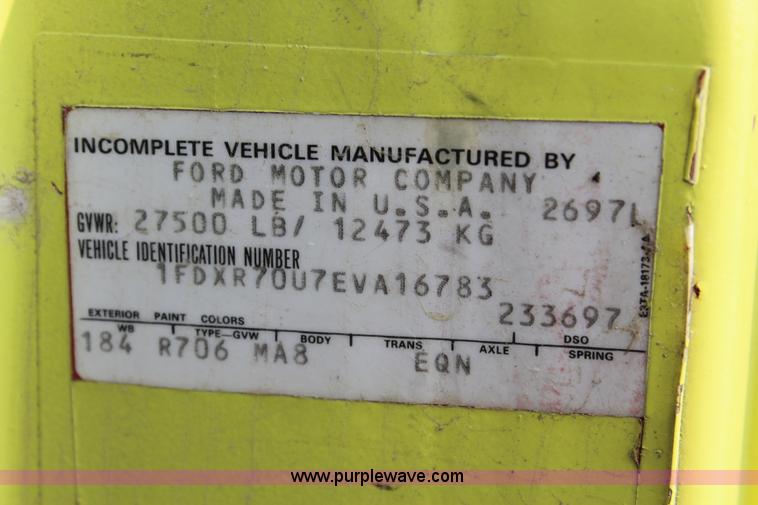 INCOMPLETE VEHICLE MANUFACTURED BY
FORD MOTOR COMPANY
MADE IN U.S.A. 2697L
GVWR: 27500 LB/ 12473 KG
VEHICLE IDENTIFICATION NUMBER
1FDXR70U7EVA16783
233697
EXTERIOR PAINT COLORS DSO
WB TYPE-GVW BODY TRANS AXLE SPRING
184 R706 MA8 EQN
www.purplewave.com